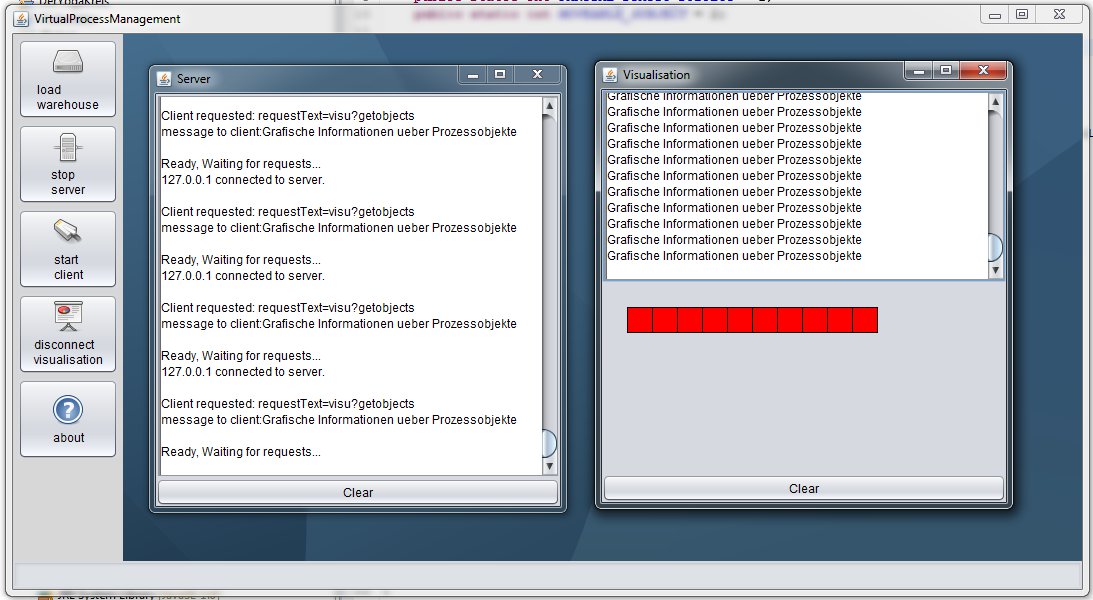 VirtualProcessManagement
load
warehouse
stop
server
start
client
disconnect
visualisation
about
Server
Client requested: requestText=visu?getobjects
message to client:Grafische Informationen ueber Prozessobjekte
Ready, Waiting for requests...
127.0.0.1 connected to server.
Client requested: requestText=visu?getobjects
message to client:Grafische Informationen ueber Prozessobjekte
Ready, Waiting for requests...
127.0.0.1 connected to server.
Client requested: requestText=visu?getobjects
message to client:Grafische Informationen ueber Prozessobjekte
Ready, Waiting for requests...
127.0.0.1 connected to server.
Client requested: requestText=visu?getobjects
message to client:Grafische Informationen ueber Prozessobjekte
Ready, Waiting for requests...
Clear
Visualisation
Grafische Informationen ueber Prozessobjekte
Grafische Informationen ueber Prozessobjekte
Grafische Informationen ueber Prozessobjekte
Grafische Informationen ueber Prozessobjekte
Grafische Informationen ueber Prozessobjekte
Grafische Informationen ueber Prozessobjekte
Grafische Informationen ueber Prozessobjekte
Grafische Informationen ueber Prozessobjekte
Grafische Informationen ueber Prozessobjekte
Grafische Informationen ueber Prozessobjekte
Grafische Informationen ueber Prozessobjekte
Clear